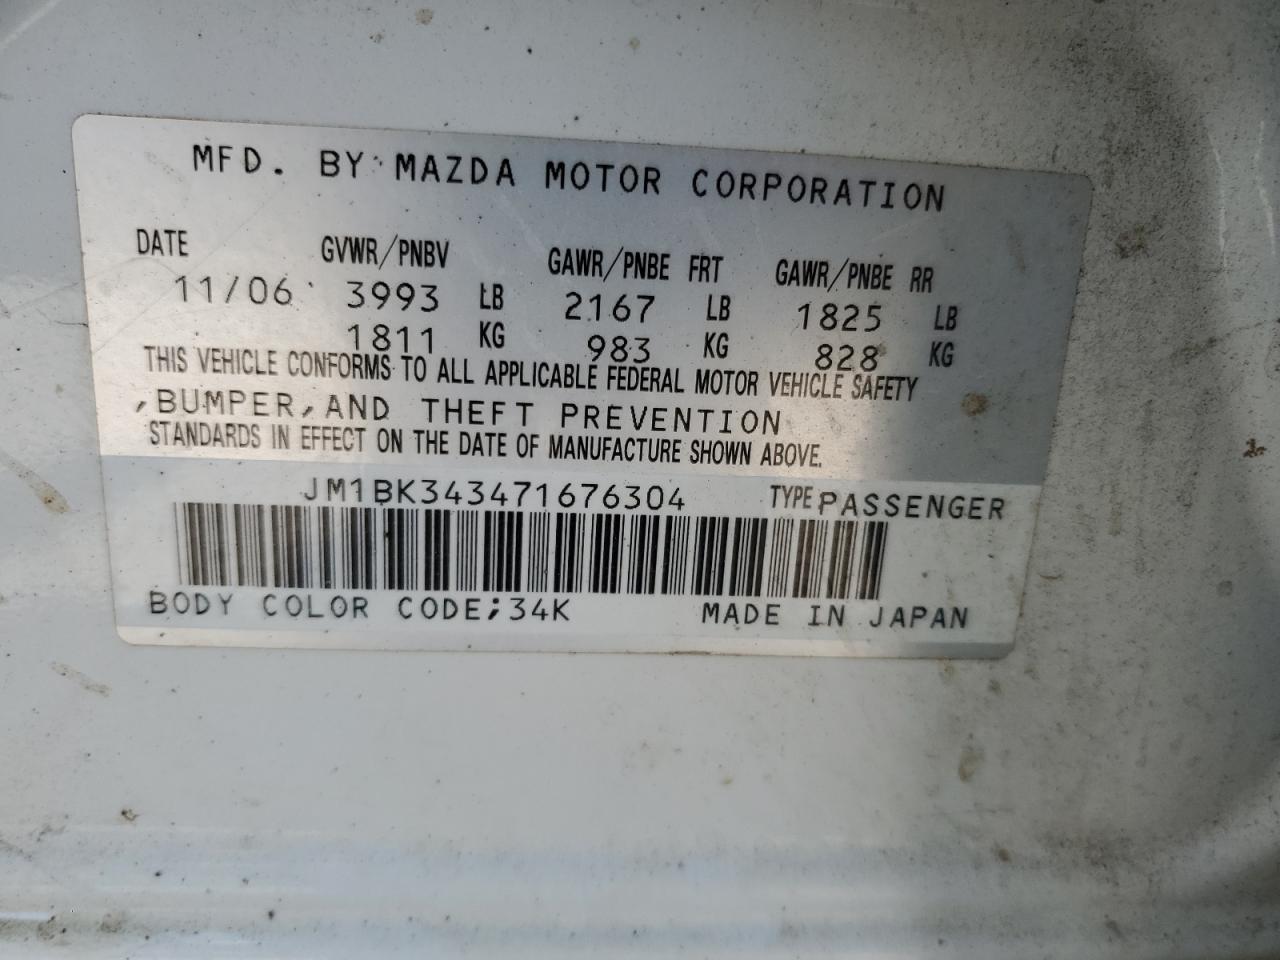 MFD. BY MAZDA MOTOR CORPORATION
DATE GVWR/PNBV GAWR/PNBE FRT GAWR/PNBE RR
11/06 3993 LB 2167 LB 1825 LB
1811 KG 983 KG 828 KG
THIS VEHICLE CONFORMS TO ALL APPLICABLE FEDERAL MOTOR VEHICLE SAFETY
,BUMPER,AND THEFT PREVENTION
STANDARDS IN EFFECT ON THE DATE OF MANUFACTURE SHOWN ABOVE.
JM1BK343471676304 TYPE PASSENGER
BODY COLOR CODE;34K MADE IN JAPAN